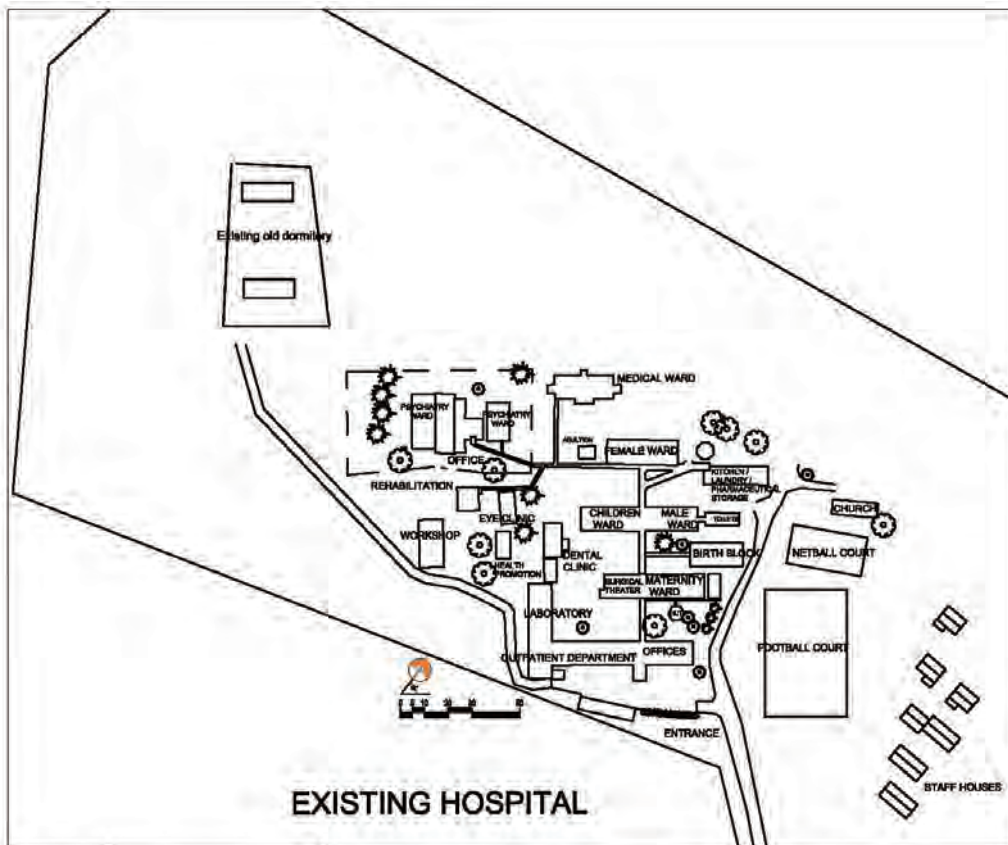 Existing old dormitory
MEDICAL WARD
PSYCHIATRY
WARD
PSYCHIATRY
WARD
OFFICE
FEMALE WARD
REHABILITATION
KITCHEN /
LAUNDRY /
PHARMACEUTICAL
STORAGE
EYE CLINIC
CHILDREN
WARD
MALE
WARD
TOILETS
CHURCH
WORKSHOP
HEALTH
PROMOTION
DENTAL
CLINIC
BIRTH BLOCK
NETBALL COURT
SURGICAL
THEATER
MATERNITY
WARD
LABORATORY
OUTPATIENT DEPARTMENT
OFFICES
FOOTBALL COURT
ENTRANCE
STAFF HOUSES
EXISTING HOSPITAL